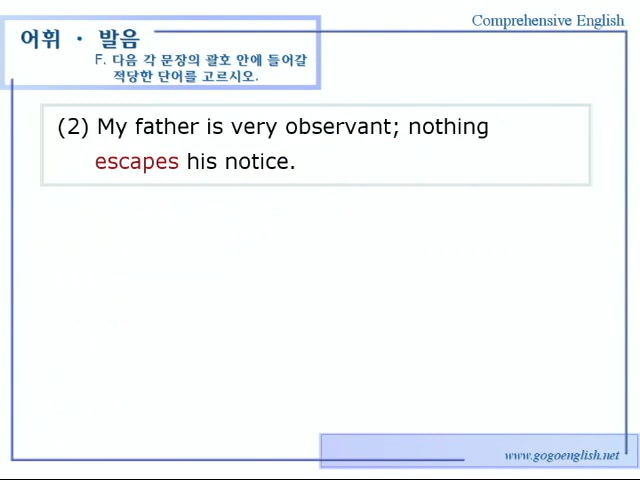 Comprehensive English
어휘 · 발음
F. 다음 각 문장의 괄호 안에 들어갈
적당한 단어를 고르시오.
(2) My father is very observant; nothing
escapes his notice.
www.gogoenglish.net